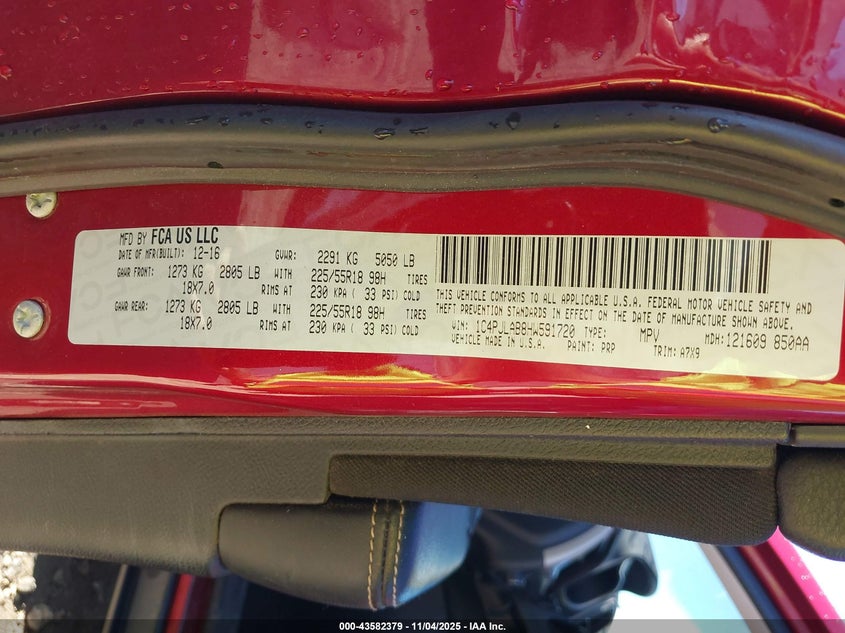 MFD BY FCA US LLC
DATE OF MFR(BUILT): 12-16 GVWR: 2291 KG 5050 LB
GAWR FRONT: 1273 KG 2805 LB WITH 225/55R18 98H TIRES
18X7.0 RIMS AT 230 KPA ( 33 PSI) COLD
GAWR REAR: 1273 KG 2805 LB WITH 225/55R18 98H TIRES
18X7.0 RIMS AT 230 KPA ( 33 PSI) COLD
THIS VEHICLE CONFORMS TO ALL APPLICABLE U.S.A. FEDERAL MOTOR VEHICLE SAFETY AND
THEFT PREVENTION STANDARDS IN EFFECT ON THE DATE OF MANUFACTURE SHOWN ABOVE.
VIN: 1C4PJLAB8HW591720 TYPE: MPV MDH: 121609 850AA
VEHICLE MADE IN U.S.A. PAINT: PRP TRIM: A7X9
000-43582379 - 11/04/2025 - IAA Inc.